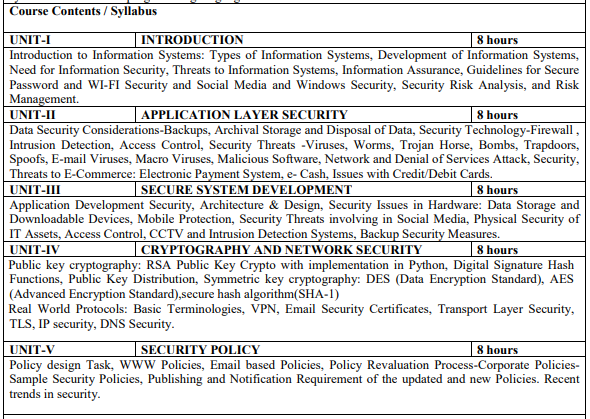 Course Contents / Syllabus
UNIT-I INTRODUCTION 8 hours
Introduction to Information Systems: Types of Information Systems, Development of Information Systems,
Need for Information Security, Threats to Information Systems, Information Assurance, Guidelines for Secure
Password and WI-FI Security and Social Media and Windows Security, Security Risk Analysis, and Risk
Management.
UNIT-II APPLICATION LAYER SECURITY 8 hours
Data Security Considerations-Backups, Archival Storage and Disposal of Data, Security Technology-Firewall ,
Intrusion Detection, Access Control, Security Threats -Viruses, Worms, Trojan Horse, Bombs, Trapdoors,
Spoofs, E-mail Viruses, Macro Viruses, Malicious Software, Network and Denial of Services Attack, Security,
Threats to E-Commerce: Electronic Payment System, e- Cash, Issues with Credit/Debit Cards.
UNIT-III SECURE SYSTEM DEVELOPMENT 8 hours
Application Development Security, Architecture & Design, Security Issues in Hardware: Data Storage and
Downloadable Devices, Mobile Protection, Security Threats involving in Social Media, Physical Security of
IT Assets, Access Control, CCTV and Intrusion Detection Systems, Backup Security Measures.
UNIT-IV CRYPTOGRAPHY AND NETWORK SECURITY 8 hours
Public key cryptography: RSA Public Key Crypto with implementation in Python, Digital Signature Hash
Functions, Public Key Distribution, Symmetric key cryptography: DES (Data Encryption Standard), AES
(Advanced Encryption Standard),secure hash algorithm(SHA-1)
Real World Protocols: Basic Terminologies, VPN, Email Security Certificates, Transport Layer Security,
TLS, IP security, DNS Security.
UNIT-V SECURITY POLICY 8 hours
Policy design Task, WWW Policies, Email based Policies, Policy Revaluation Process-Corporate Policies-
Sample Security Policies, Publishing and Notification Requirement of the updated and new Policies. Recent
trends in security.